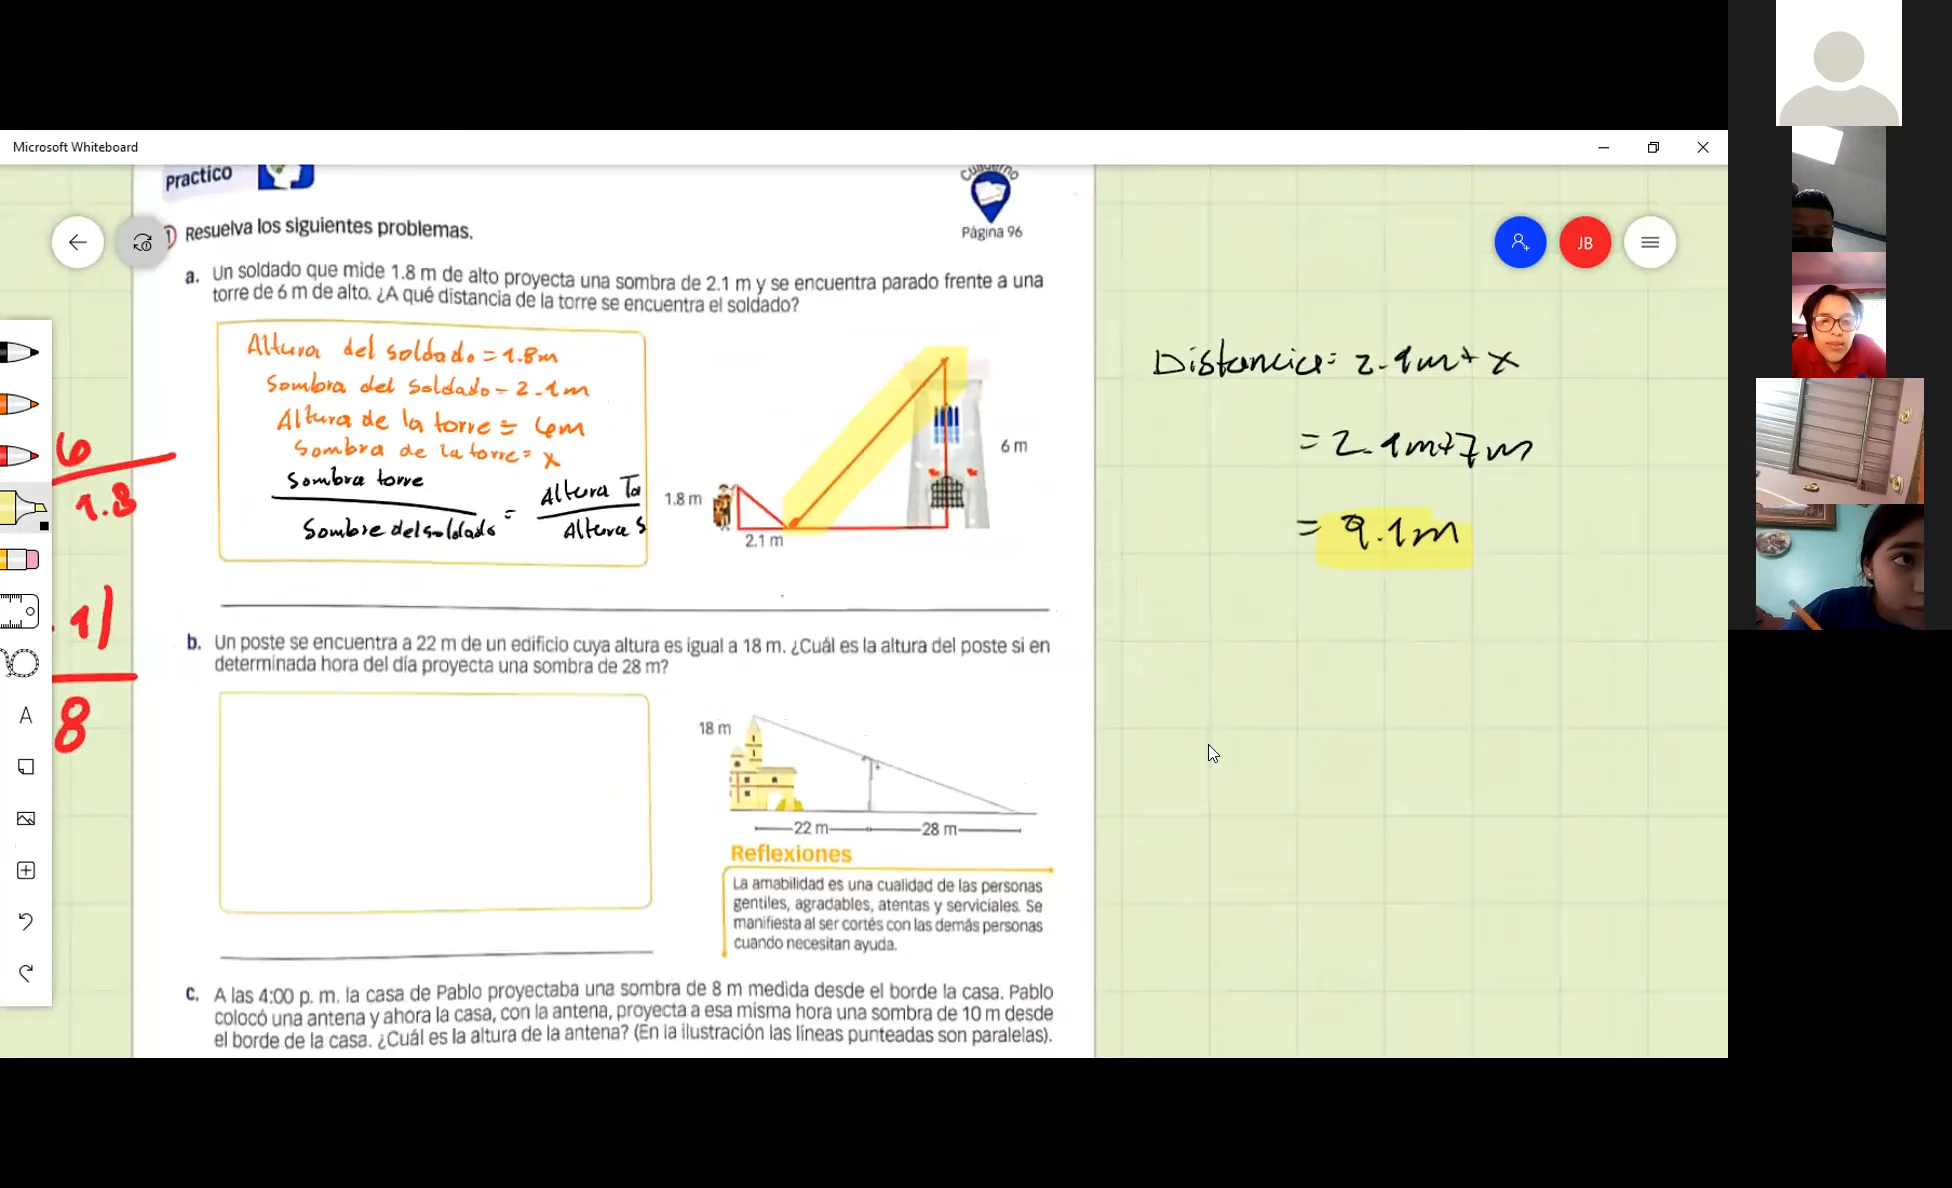 Microsoft Whiteboard
Practico
Cuaderno
Página 96
1) Resuelva los siguientes problemas.
JB
a. Un soldado que mide 1.8 m de alto proyecta una sombra de 2.1 m y se encuentra parado frente a una
torre de 6 m de alto. ¿A qué distancia de la torre se encuentra el soldado?
Altura del soldado = 1.8m
Sombra del soldado = 2.1m
Altura de la torre = 6m
Sombra de la torre = x
Sombra torre
Sombra del soldado
=
Altura To
Altura S
1.8 m
2.1 m
6 m
6
1.8
.1)
8
Distancia = 2.1m + x
= 2.1m+7m
= 9.1m
b. Un poste se encuentra a 22 m de un edificio cuya altura es igual a 18 m. ¿Cuál es la altura del poste si en
determinada hora del día proyecta una sombra de 28 m?
18 m
22 m
28 m
Reflexiones
La amabilidad es una cualidad de las personas
gentiles, agradables, atentas y serviciales. Se
manifiesta al ser cortés con las demás personas
cuando necesitan ayuda.
c. A las 4:00 p. m. la casa de Pablo proyectaba una sombra de 8 m medida desde el borde la casa. Pablo
colocó una antena y ahora la casa, con la antena, proyecta a esa misma hora una sombra de 10 m desde
el borde de la casa. ¿Cuál es la altura de la antena? (En la ilustración las líneas punteadas son paralelas).